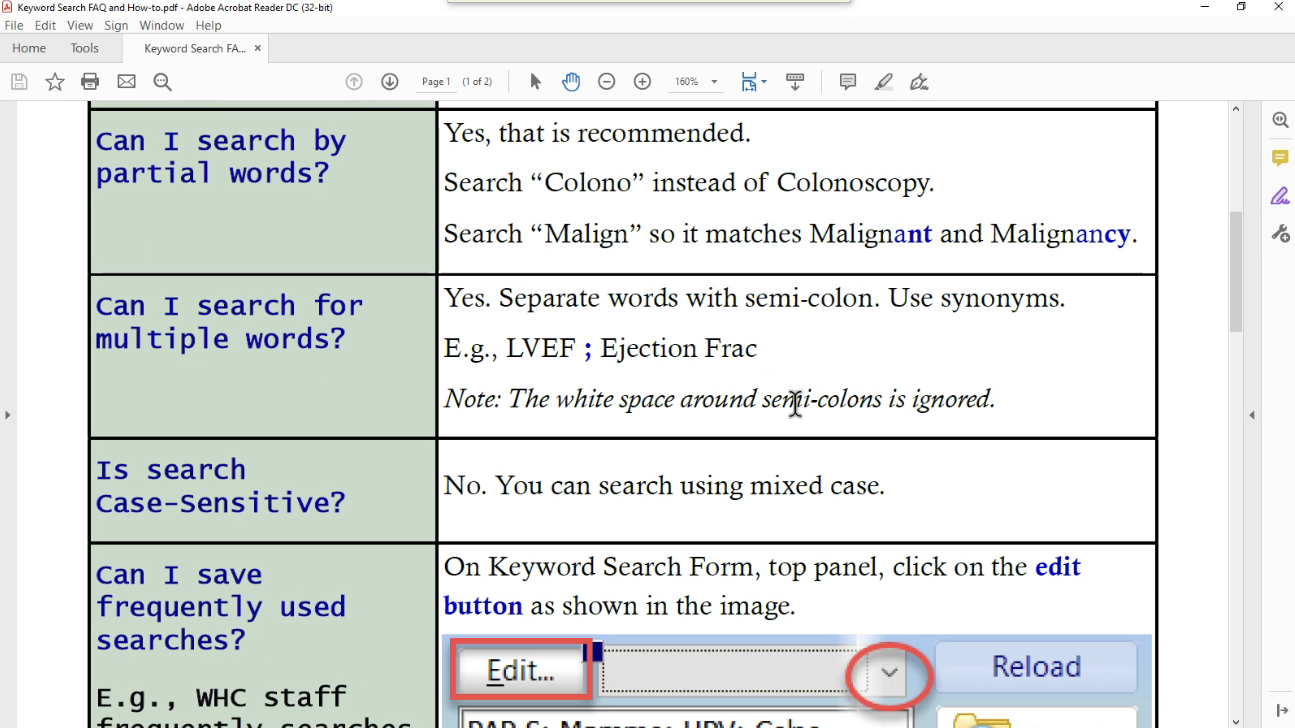 Keyword Search FAQ and How-to.pdf - Adobe Acrobat Reader DC (32-bit)
File Edit View Sign Window Help
Home Tools Keyword Search FA... ×
Page 1 (1 of 2) 160%
Can I search by
partial words?
Yes, that is recommended.
Search “Colono” instead of Colonoscopy.
Search “Malign” so it matches Malignant and Malignancy.
Can I search for
multiple words?
Yes. Separate words with semi-colon. Use synonyms.
E.g., LVEF ; Ejection Frac
Note: The white space around semi-colons is ignored.
Is search
Case-Sensitive?
No. You can search using mixed case.
Can I save
frequently used
searches?
E.g., WHC staff
frequently searches
On Keyword Search Form, top panel, click on the edit
button as shown in the image.
Edit... Reload